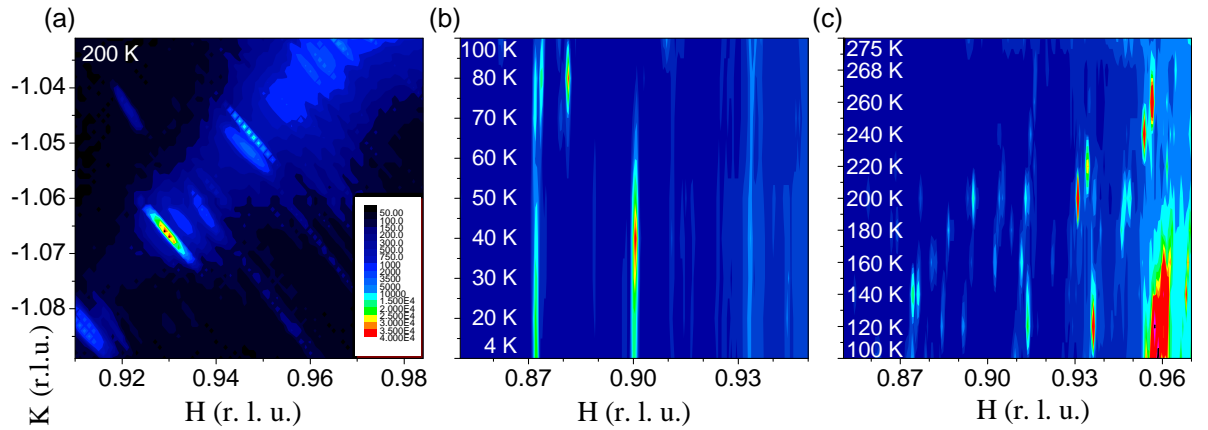 (a)
200 K
K (r.l.u.)
-1.04
-1.05
-1.06
-1.07
-1.08
50.00
100.0
150.0
200.0
300.0
500.0
750.0
1000
2000
3500
5000
10000
1.500E4
2.000E4
2.500E4
3.000E4
3.500E4
4.000E4
0.92 0.94 0.96 0.98
H (r. l. u.)
(b)
100 K
80 K
70 K
60 K
50 K
40 K
30 K
20 K
4 K
0.87 0.90 0.93
H (r. l. u.)
(c)
275 K
268 K
260 K
240 K
220 K
200 K
180 K
160 K
140 K
120 K
100 K
0.87 0.90 0.93 0.96
H (r. l. u.)